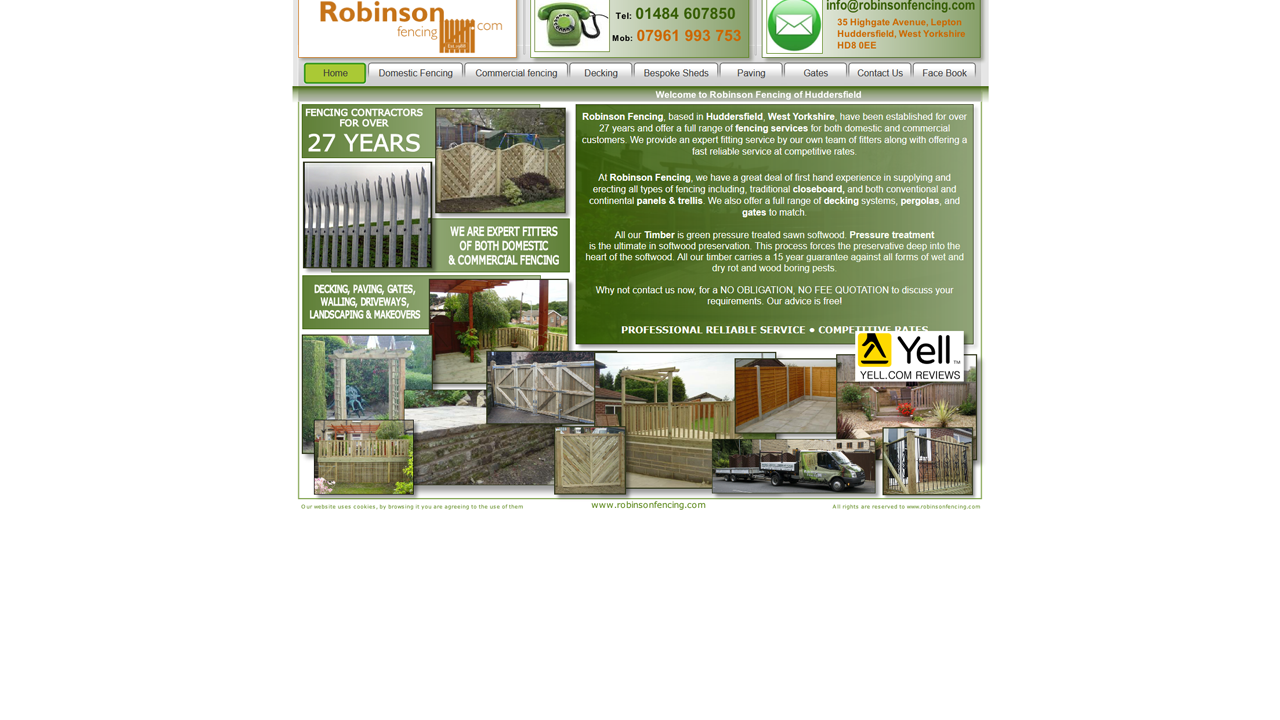 Robinson
fencing
.com
Est. 1988
Tel: 01484 607850
Mob: 07961 993 753
info@robinsonfencing.com
35 Highgate Avenue, Lepton
Huddersfield, West Yorkshire
HD8 0EE
Home
Domestic Fencing
Commercial fencing
Decking
Bespoke Sheds
Paving
Gates
Contact Us
Face Book
Welcome to Robinson Fencing of Huddersfield
FENCING CONTRACTORS
FOR OVER
27 YEARS
WE ARE EXPERT FITTERS
OF BOTH DOMESTIC
& COMMERCIAL FENCING
DECKING, PAVING, GATES,
WALLING, DRIVEWAYS,
LANDSCAPING & MAKEOVERS
Robinson Fencing, based in Huddersfield, West Yorkshire, have been established for over
27 years and offer a full range of fencing services for both domestic and commercial
customers. We provide an expert fitting service by our own team of fitters along with offering a
fast reliable service at competitive rates.
At Robinson Fencing, we have a great deal of first hand experience in supplying and
erecting all types of fencing including, traditional closeboard, and both conventional and
continental panels & trellis. We also offer a full range of decking systems, pergolas, and
gates to match.
All our Timber is green pressure treated sawn softwood. Pressure treatment
is the ultimate in softwood preservation. This process forces the preservative deep into the
heart of the softwood. All our timber carries a 15 year guarantee against all forms of wet and
dry rot and wood boring pests.
Why not contact us now, for a NO OBLIGATION, NO FEE QUOTATION to discuss your
requirements. Our advice is free!
PROFESSIONAL RELIABLE SERVICE ● COMPETITIVE RATES
Yell™
YELL.COM REVIEWS
Our website uses cookies, by browsing it you are agreeing to the use of them
www.robinsonfencing.com
All rights are reserved to www.robinsonfencing.com